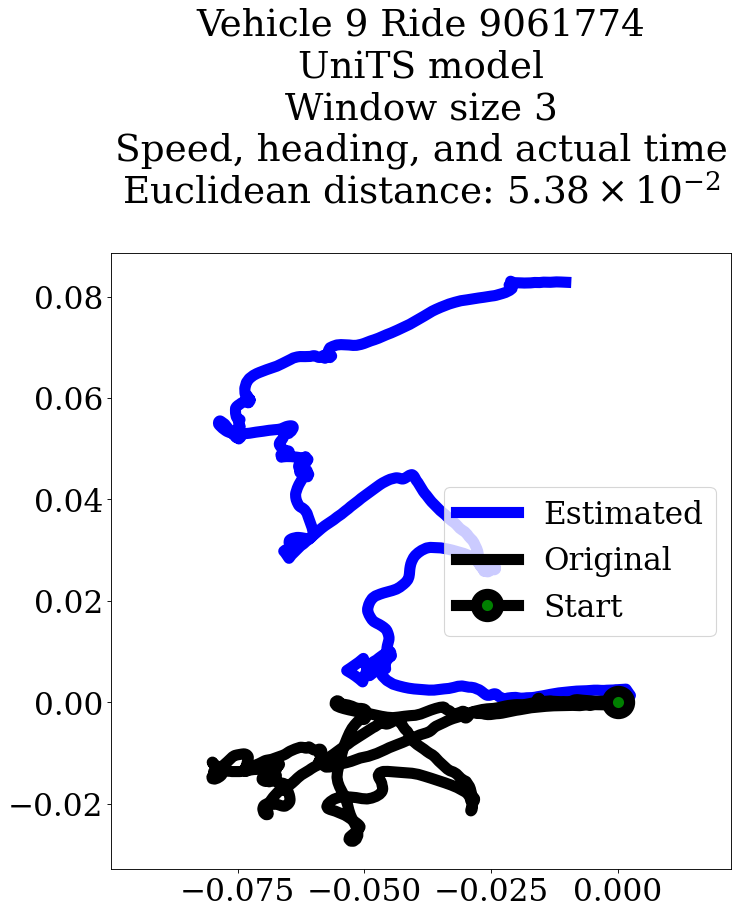 Vehicle 9 Ride 9061774
UniTS model
Window size 3
Speed, heading, and actual time
Euclidean distance: 5.38 × 10⁻²
0.08
0.06
0.04
0.02
0.00
−0.02
Estimated
Original
Start
−0.075 −0.050 −0.025 0.000